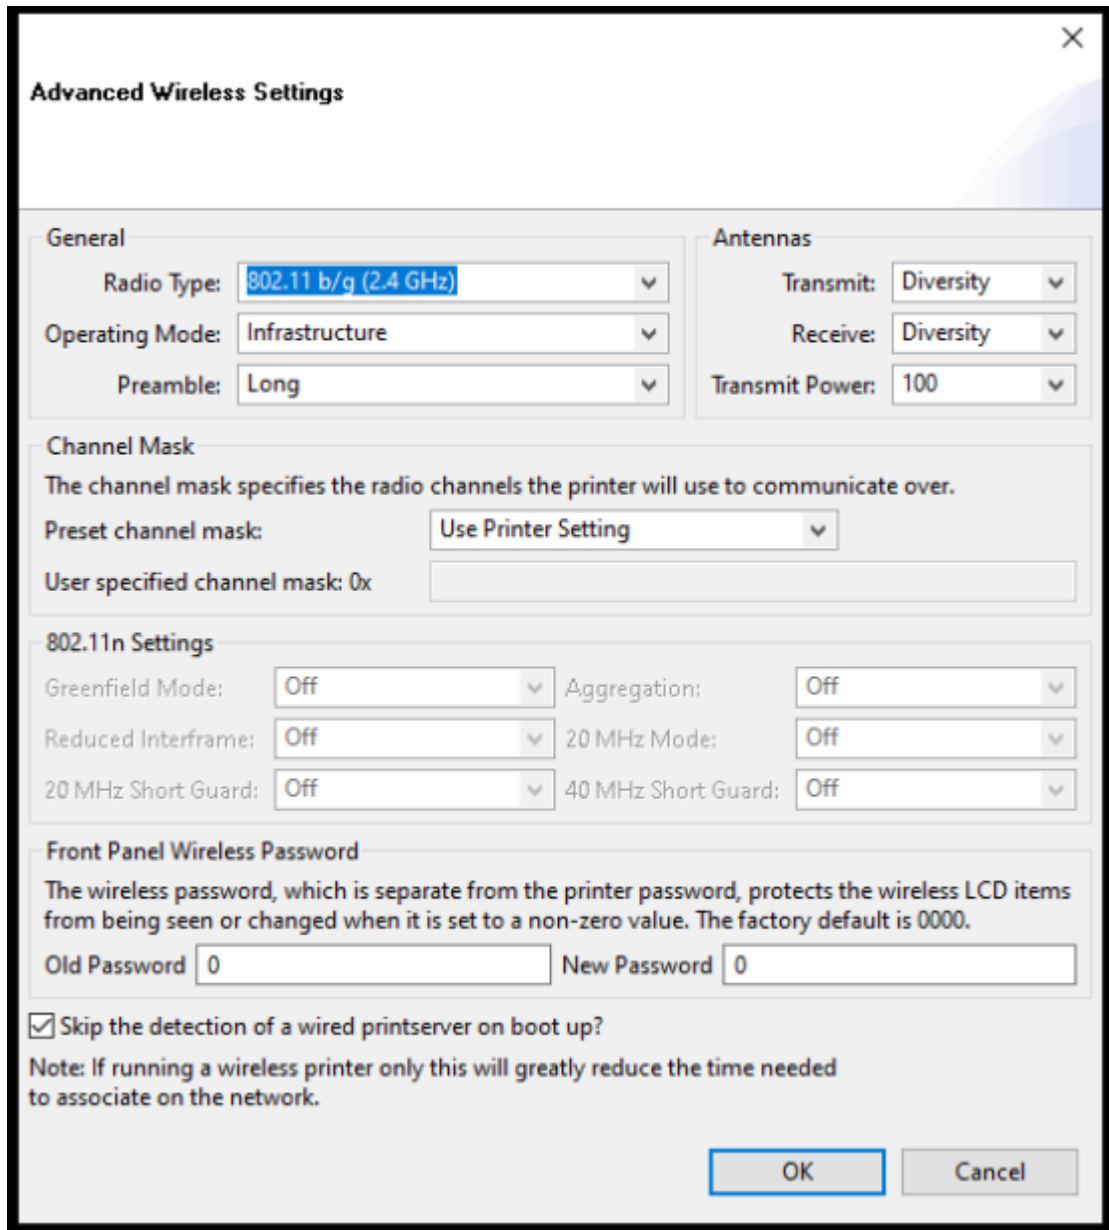 Advanced Wireless Settings
General
Radio Type: 802.11 b/g (2.4 GHz)
Operating Mode: Infrastructure
Preamble: Long
Antennas
Transmit: Diversity
Receive: Diversity
Transmit Power: 100
Channel Mask
The channel mask specifies the radio channels the printer will use to communicate over.
Preset channel mask: Use Printer Setting
User specified channel mask: 0x
802.11n Settings
Greenfield Mode: Off Aggregation: Off
Reduced Interframe: Off 20 MHz Mode: Off
20 MHz Short Guard: Off 40 MHz Short Guard: Off
Front Panel Wireless Password
The wireless password, which is separate from the printer password, protects the wireless LCD items
from being seen or changed when it is set to a non-zero value. The factory default is 0000.
Old Password 0 New Password 0
Skip the detection of a wired printserver on boot up?
Note: If running a wireless printer only this will greatly reduce the time needed
to associate on the network.
OK Cancel